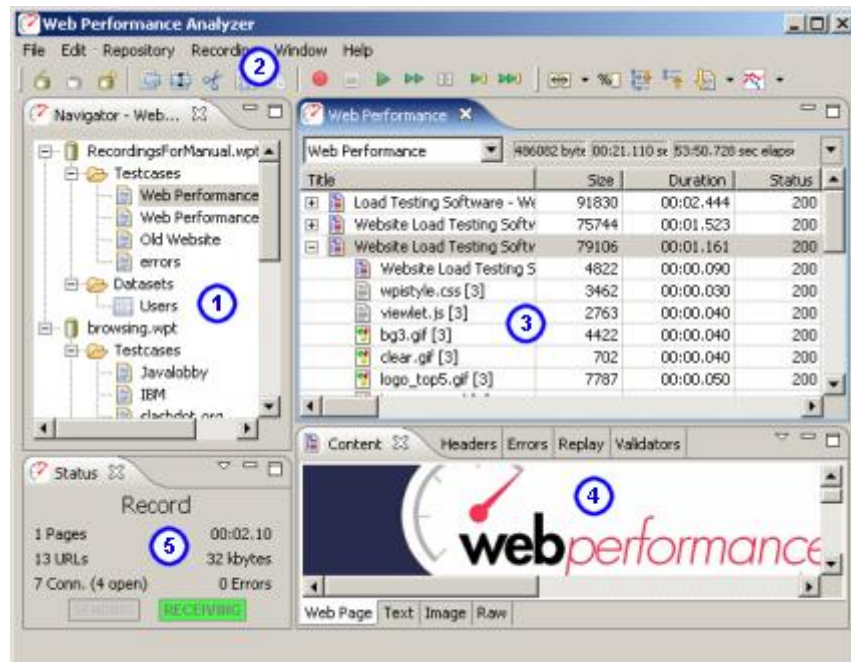 Web Performance Analyzer
File Edit Repository Recording Window Help
2
Navigator - Web...
RecordingsForManual.wpt
Testcases
Web Performance
Web Performance
Old Website
errors
Datasets
Users
1
browsing.wpt
Testcases
Javalobby
IBM
slashdot.org
Web Performance
Web Performance
486082 byte 00:21.110 se 53:50.728 sec elapse
Title Size Duration Status
Load Testing Software - We 91830 00:02.444 200
Website Load Testing Softw 75744 00:01.523 200
Website Load Testing Softw 79106 00:01.161 200
Website Load Testing S 4822 00:00.090 200
wpistyle.css [3] 3462 00:00.030 200
viewlet.js [3] 2763 00:00.040 200
3
bg3.gif [3] 4422 00:00.040 200
clear.gif [3] 702 00:00.040 200
logo_top5.gif [3] 7787 00:00.050 200
Content Headers Errors Replay Validators
4
webperformance
Web Page Text Image Raw
Status
Record
1 Pages 00:02.10
5
13 URLs 32 kbytes
7 Conn. (4 open) 0 Errors
SENDING RECEIVING